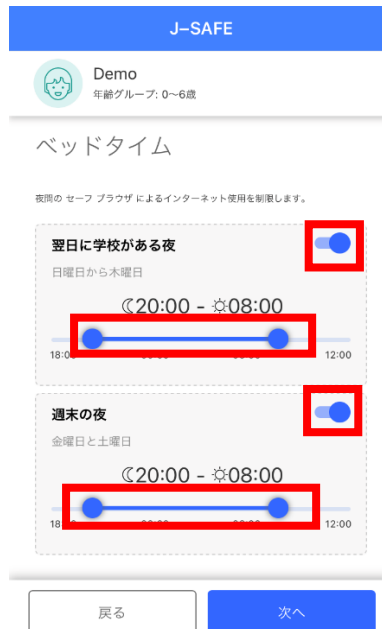 J–SAFE
Demo
年齢グループ: 0〜6歳
ベッドタイム
夜間の セーフ ブラウザ によるインターネット使用を制限します。
翌日に学校がある夜
日曜日から木曜日
☾20:00 - ☼08:00
18:00 12:00
週末の夜
金曜日と土曜日
☾20:00 - ☼08:00
12:00
戻る 次へ